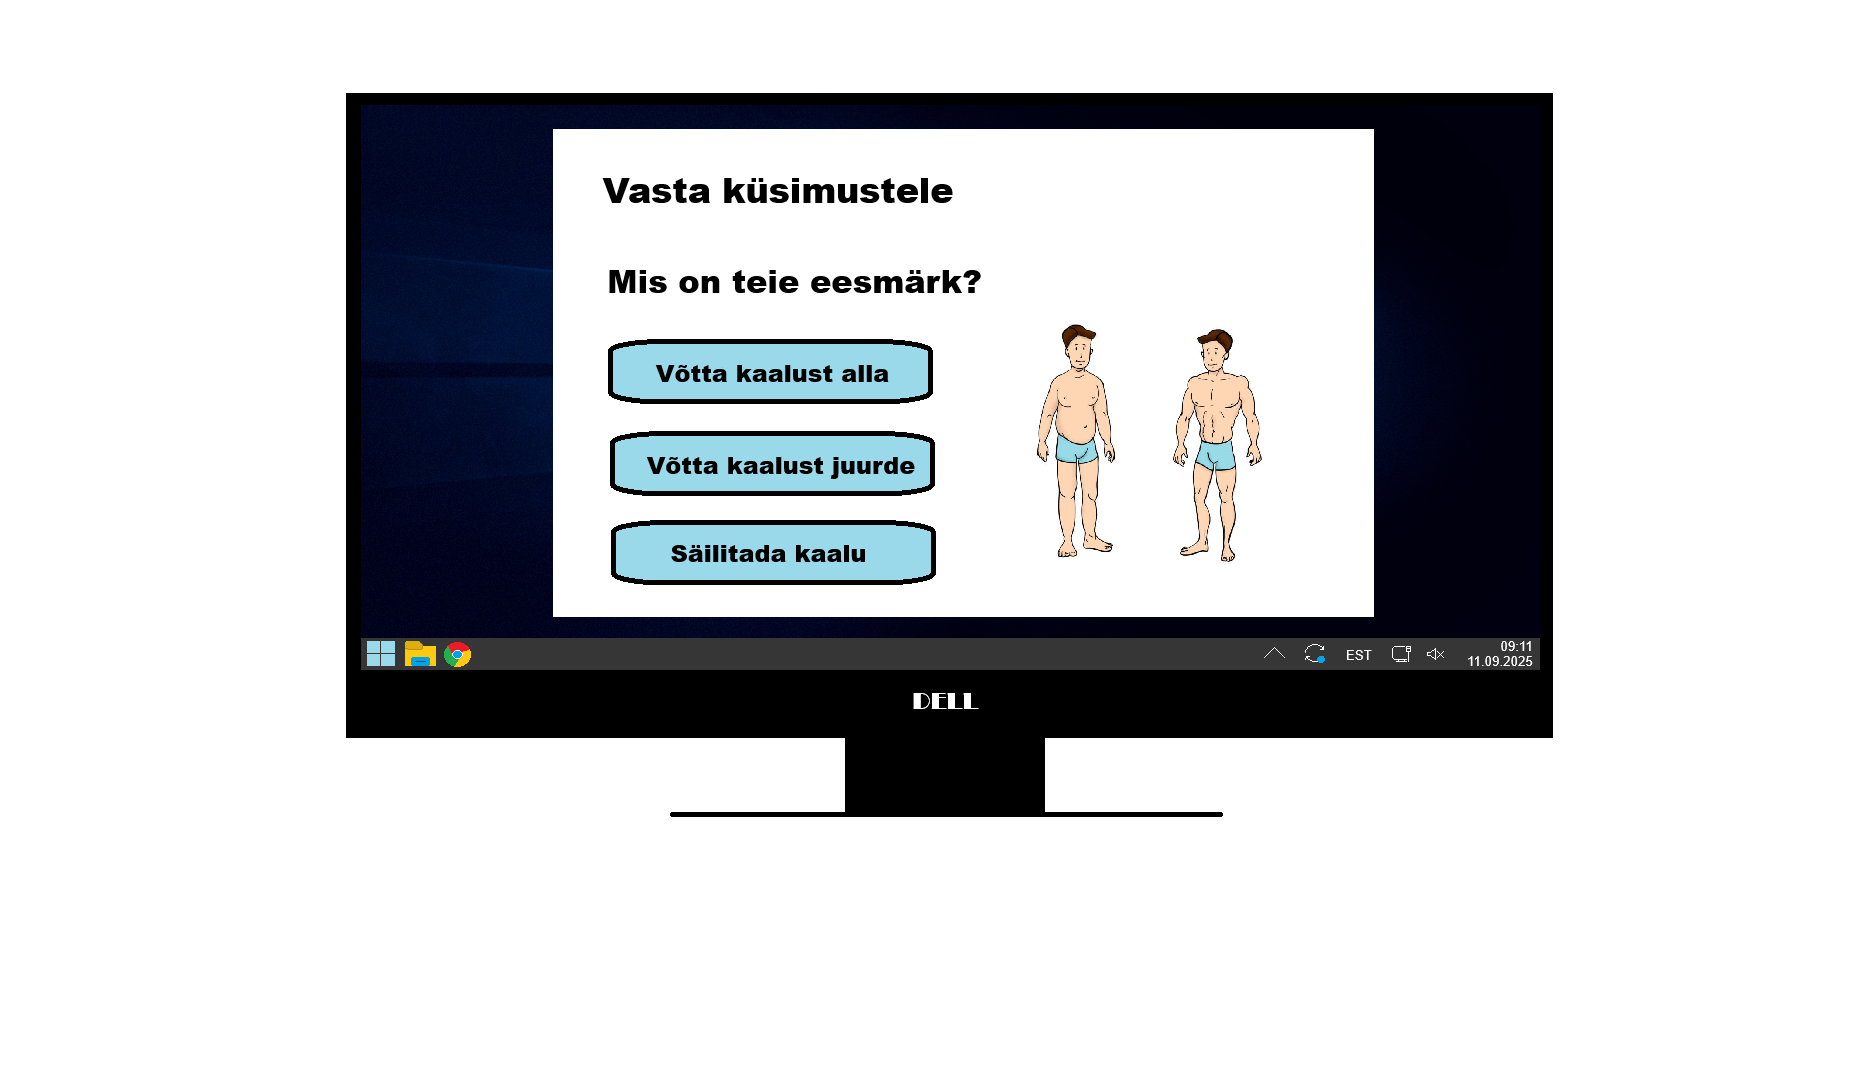 Vasta küsimustele
Mis on teie eesmärk?
Võtta kaalust alla
Võtta kaalust juurde
Säilitada kaalu
EST
09:11
11.09.2025
DELL